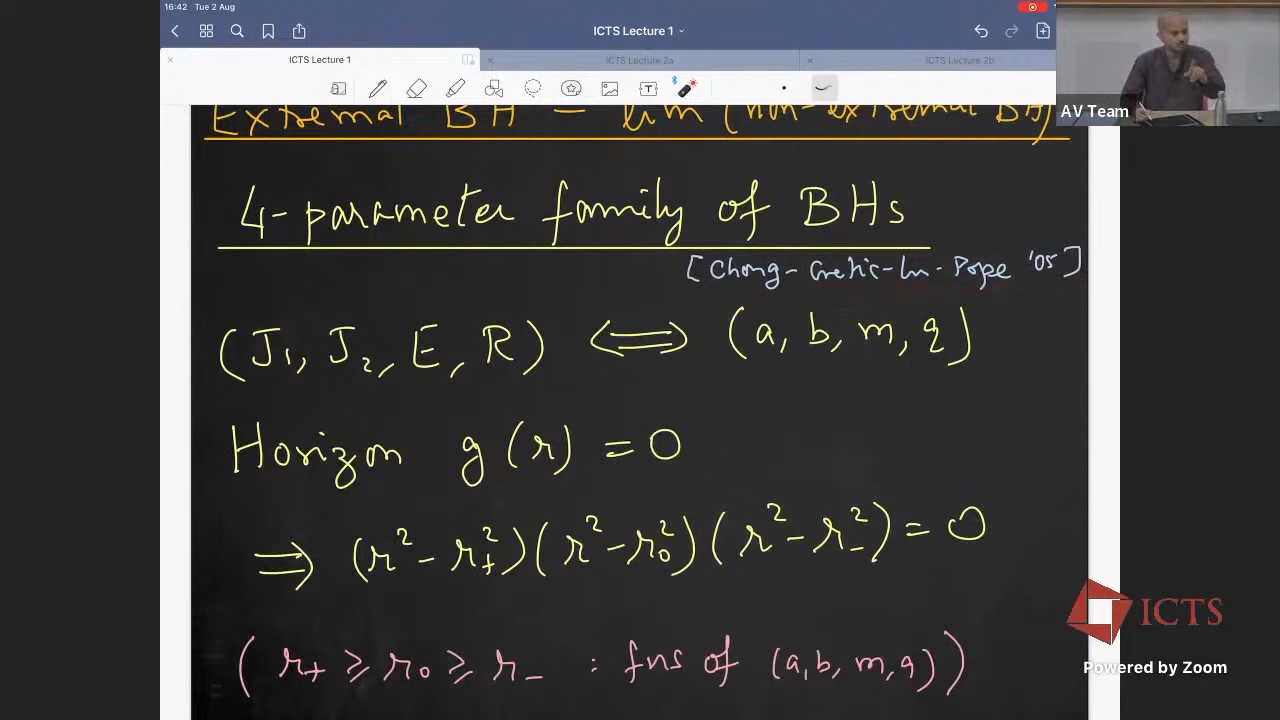 16:42 Tue 2 Aug
ICTS Lecture 1
ICTS Lecture 1
ICTS Lecture 2a
ICTS Lecture 2b
AV Team
Extremal BH = lim (non-extremal BH)
4-parameter family of BHs
[Chong-Cvetic-Lu-Pope '05]
(J₁, J₂, E, R) ⟺ (a, b, m, q)
Horizon g(r) = 0
⟹ (r² - r₊²)(r² - r₀²)(r² - r₋²) = 0
(r₊ ⩾ r₀ ⩾ r₋ : fns of (a,b,m,q))
ICTS
Powered by Zoom